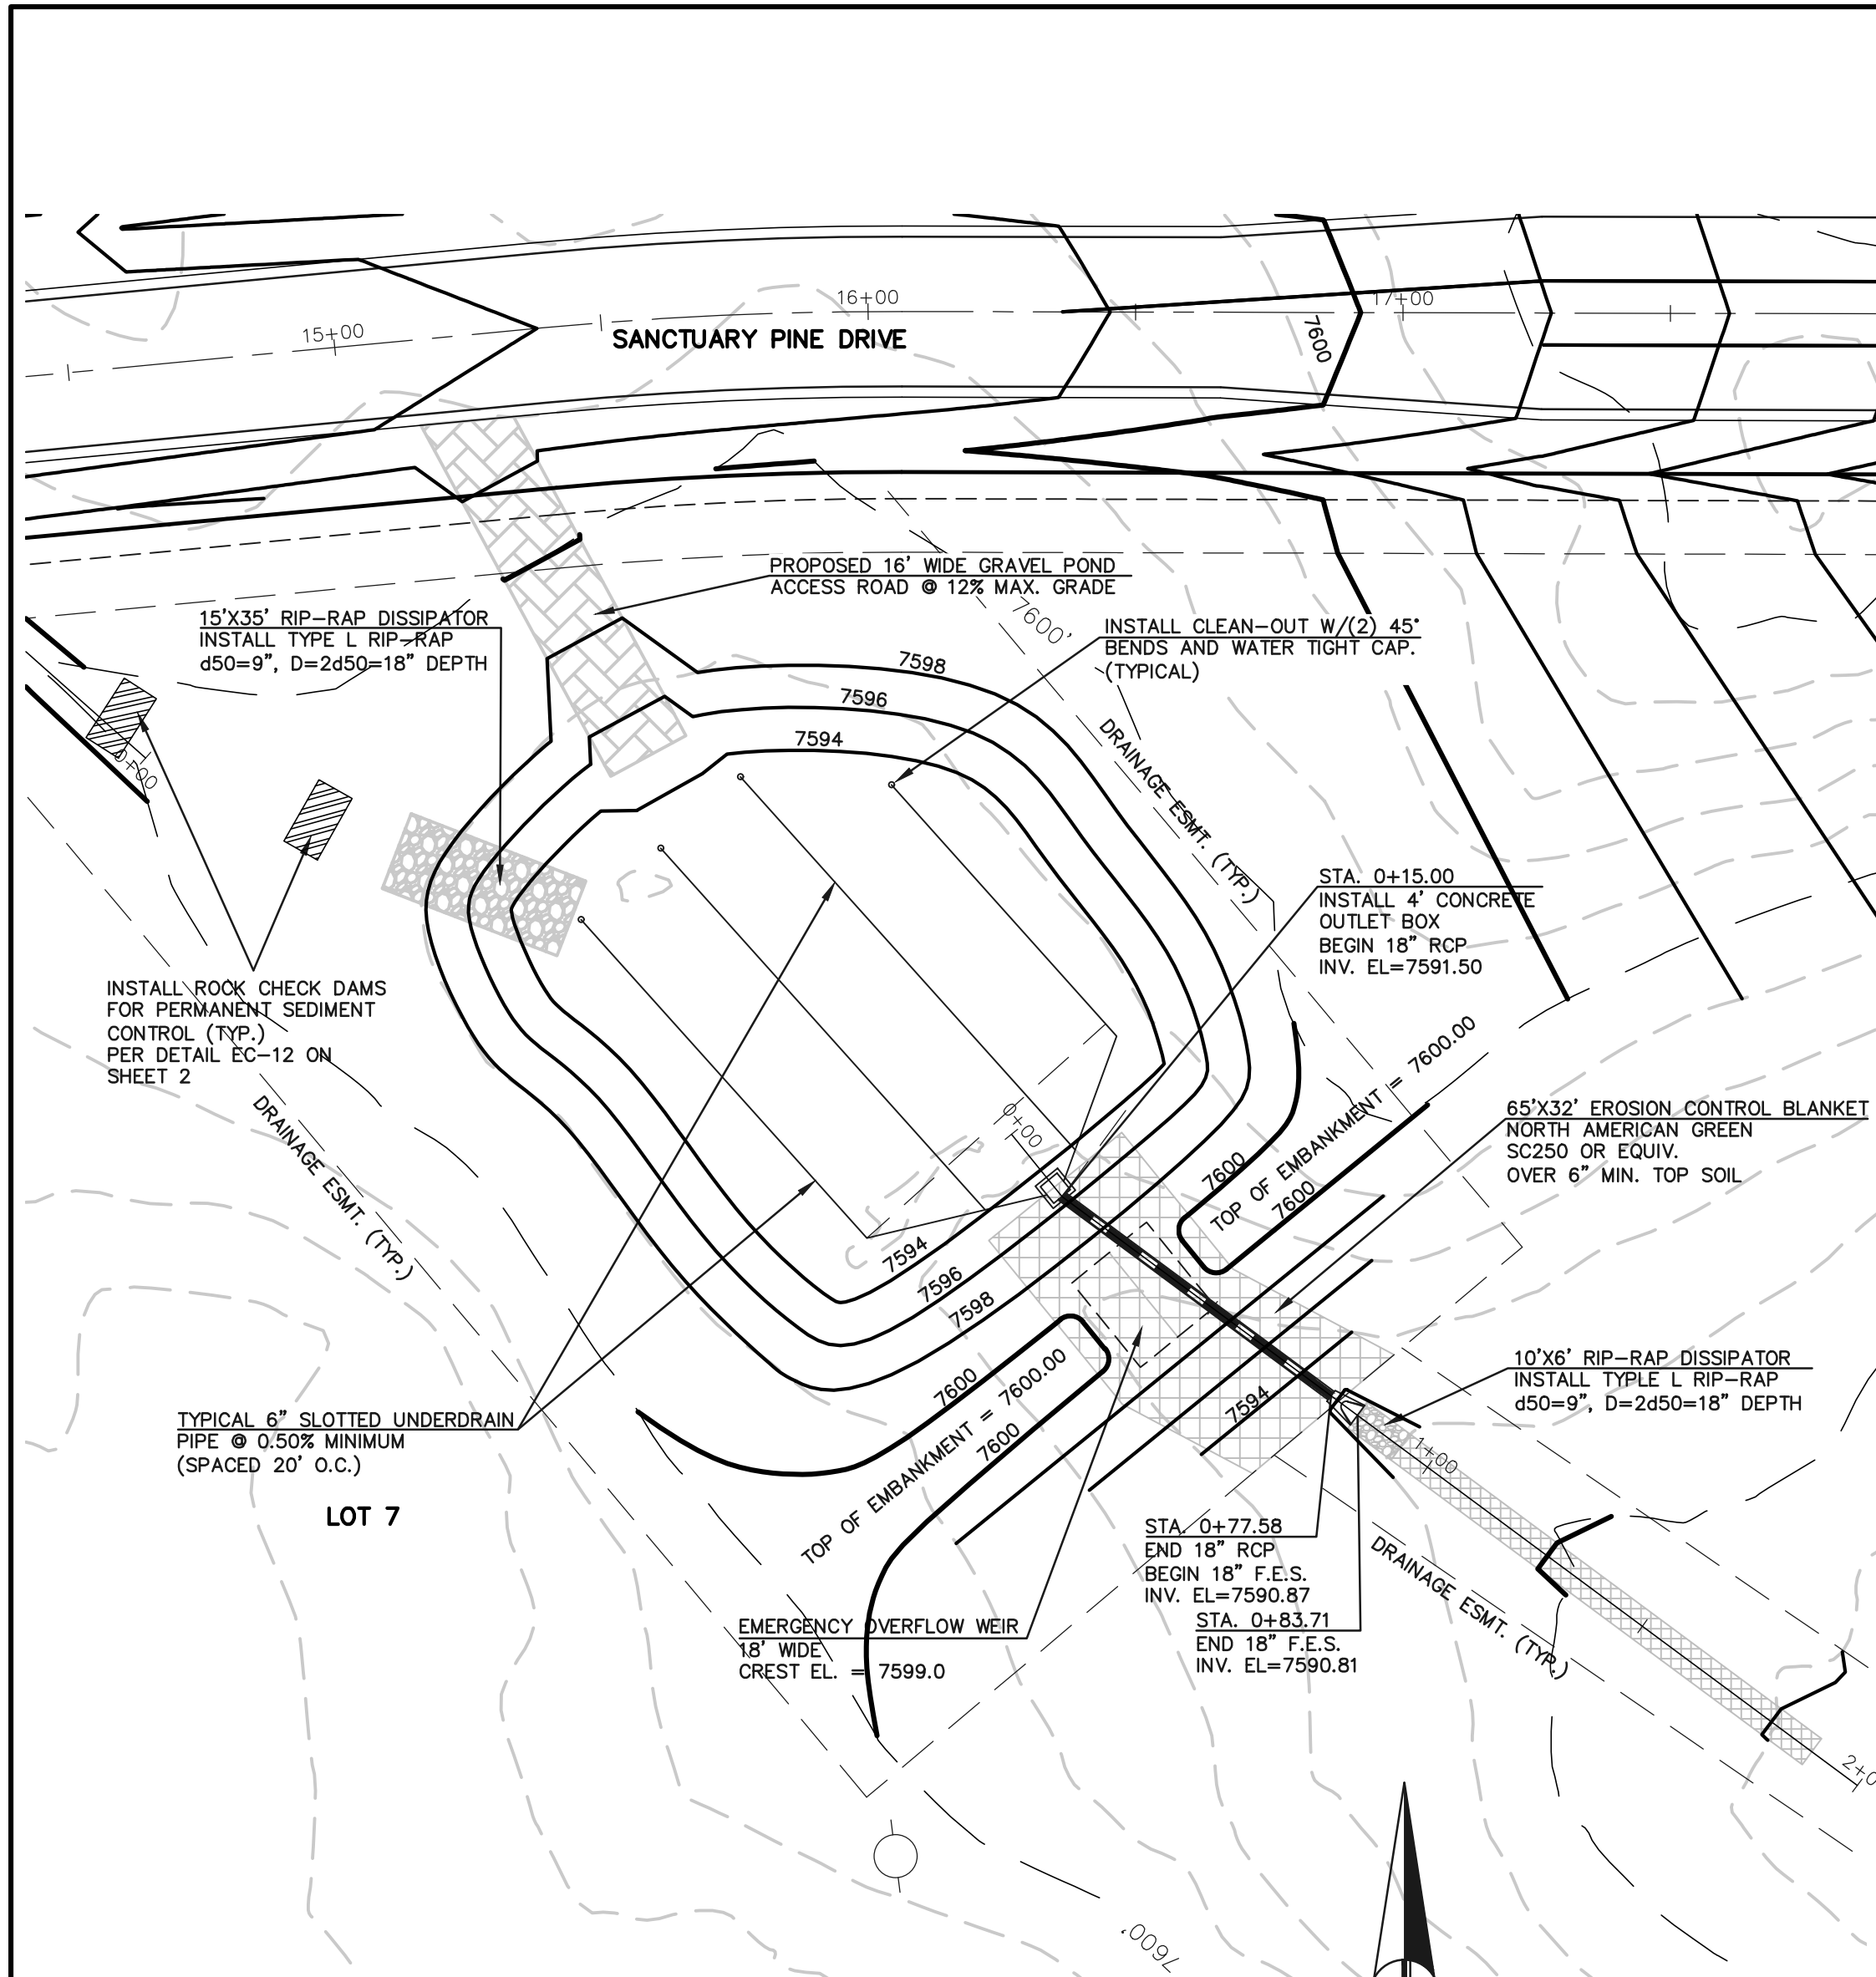 16+00
17+00
15+00
SANCTUARY PINE DRIVE
7600
PROPOSED 16' WIDE GRAVEL POND
ACCESS ROAD @ 12% MAX. GRADE
15'X35' RIP-RAP DISSIPATOR
INSTALL TYPE L RIP-RAP
d50=9", D=2d50=18" DEPTH
7600'
INSTALL CLEAN-OUT W/(2) 45°
BENDS AND WATER TIGHT CAP.
(TYPICAL)
7598
7596
7594
0+00
DRAINAGE ESMT. (TYP.)
STA. 0+15.00
INSTALL 4' CONCRETE
OUTLET BOX
BEGIN 18" RCP
INV. EL=7591.50
INSTALL ROCK CHECK DAMS
FOR PERMANENT SEDIMENT
CONTROL (TYP.)
PER DETAIL EC-12 ON
SHEET 2
DRAINAGE ESMT. (TYP.)
0+00
TOP OF EMBANKMENT = 7600.00
7600
7600
65'X32' EROSION CONTROL BLANKET
NORTH AMERICAN GREEN
SC250 OR EQUIV.
OVER 6" MIN. TOP SOIL
7594
7596
7598
7600
TOP OF EMBANKMENT = 7600.00
7600
7594
10'X6' RIP-RAP DISSIPATOR
INSTALL TYPLE L RIP-RAP
d50=9", D=2d50=18" DEPTH
TYPICAL 6" SLOTTED UNDERDRAIN
PIPE @ 0.50% MINIMUM
(SPACED 20' O.C.)
LOT 7
1+00
STA. 0+77.58
END 18" RCP
BEGIN 18" F.E.S.
INV. EL=7590.87
STA. 0+83.71
END 18" F.E.S.
INV. EL=7590.81
DRAINAGE ESMT. (TYP.)
EMERGENCY OVERFLOW WEIR
18' WIDE
CREST EL. = 7599.0
2+0
7600'